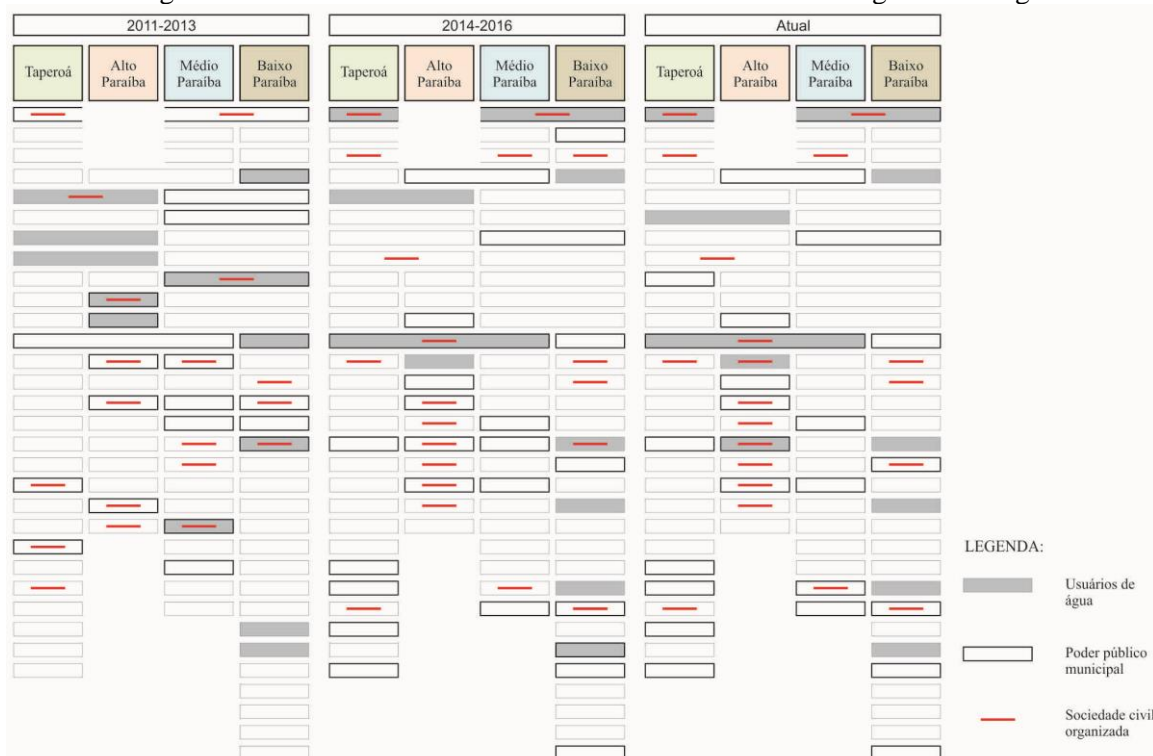 2011-2013
2014-2016
Atual
Taperoá
Alto
Paraíba
Médio
Paraíba
Baixo
Paraíba
Taperoá
Alto
Paraíba
Médio
Paraíba
Baixo
Paraíba
Taperoá
Alto
Paraíba
Médio
Paraíba
Baixo
Paraíba
LEGENDA:
Usuários de
água
Poder público
municipal
Sociedade civil
organizada